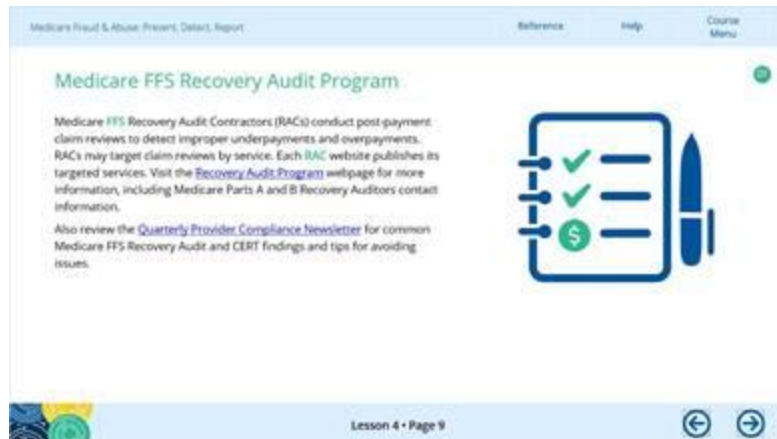 Medicare Fraud & Abuse: Prevent, Detect, Report
Reference
Help
Course
Menu
Medicare FFS Recovery Audit Program
Medicare FFS Recovery Audit Contractors (RACs) conduct post-payment
claim reviews to detect improper underpayments and overpayments.
RACs may target claim reviews by service. Each RAC website publishes its
targeted services. Visit the Recovery Audit Program webpage for more
information, including Medicare Parts A and B Recovery Auditors contact
information.
Also review the Quarterly Provider Compliance Newsletter for common
Medicare FFS Recovery Audit and CERT findings and tips for avoiding
issues.
$
Lesson 4 • Page 9